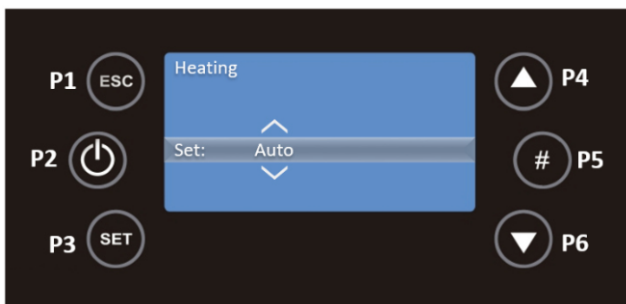 P1 ESC
Heating
P4
P2
Set: Auto
# P5
P3 SET
P6